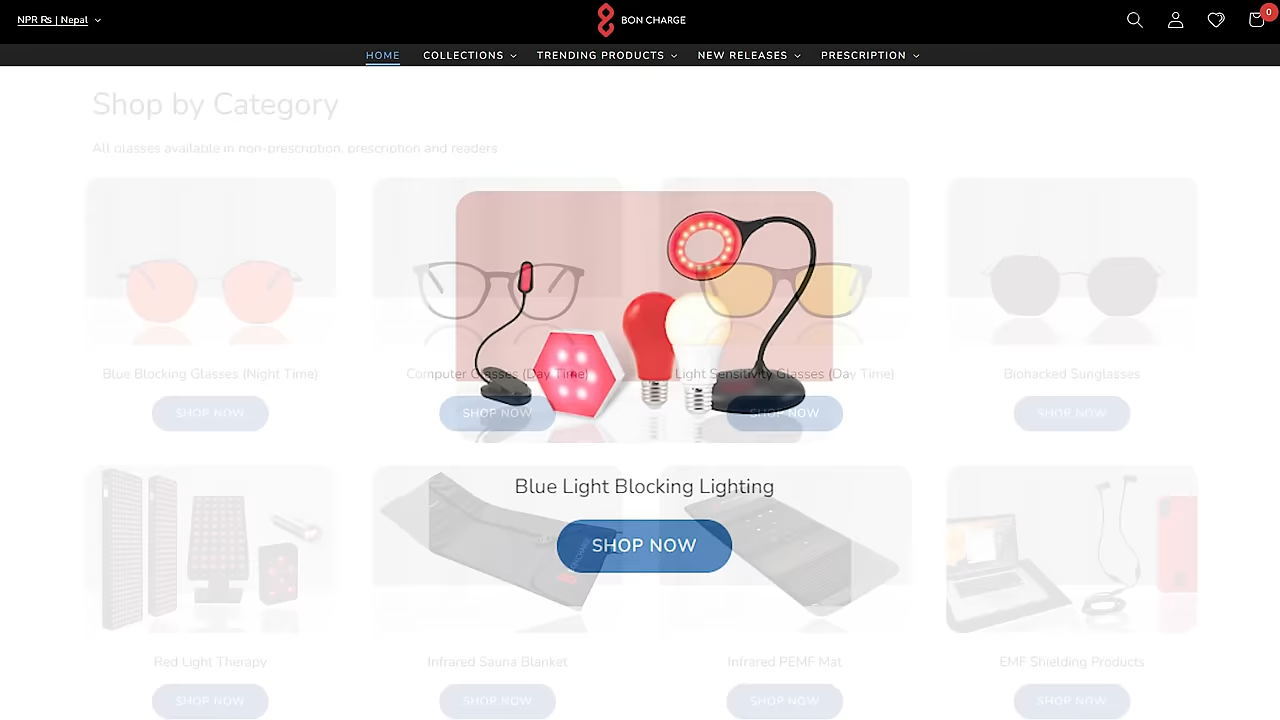 NPR Rs | Nepal
BON CHARGE
0
HOME COLLECTIONS TRENDING PRODUCTS NEW RELEASES PRESCRIPTION
Shop by Category
All glasses available in non-prescription, prescription and readers
Blue Blocking Glasses (Night Time) Computer Glasses (Day Time) Light Sensitivity Glasses (Day Time) Biohacked Sunglasses
SHOP NOW SHOP NOW SHOP NOW SHOP NOW
Blue Light Blocking Lighting
SHOP NOW
Red Light Therapy Infrared Sauna Blanket Infrared PEMF Mat EMF Shielding Products
SHOP NOW SHOP NOW SHOP NOW SHOP NOW